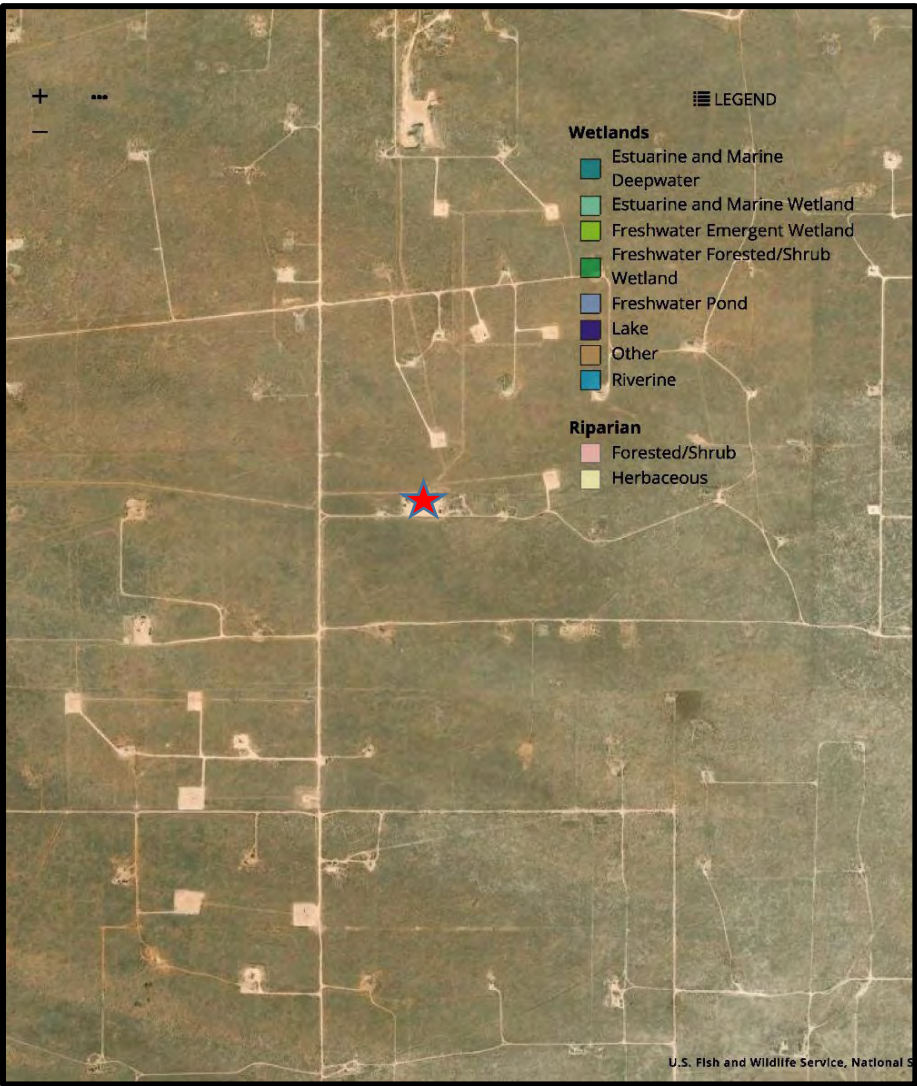 LEGEND
Wetlands
Estuarine and Marine
Deepwater
Estuarine and Marine Wetland
Freshwater Emergent Wetland
Freshwater Forested/Shrub
Wetland
Freshwater Pond
Lake
Other
Riverine
Riparian
Forested/Shrub
Herbaceous
U.S. Fish and Wildlife Service, National S